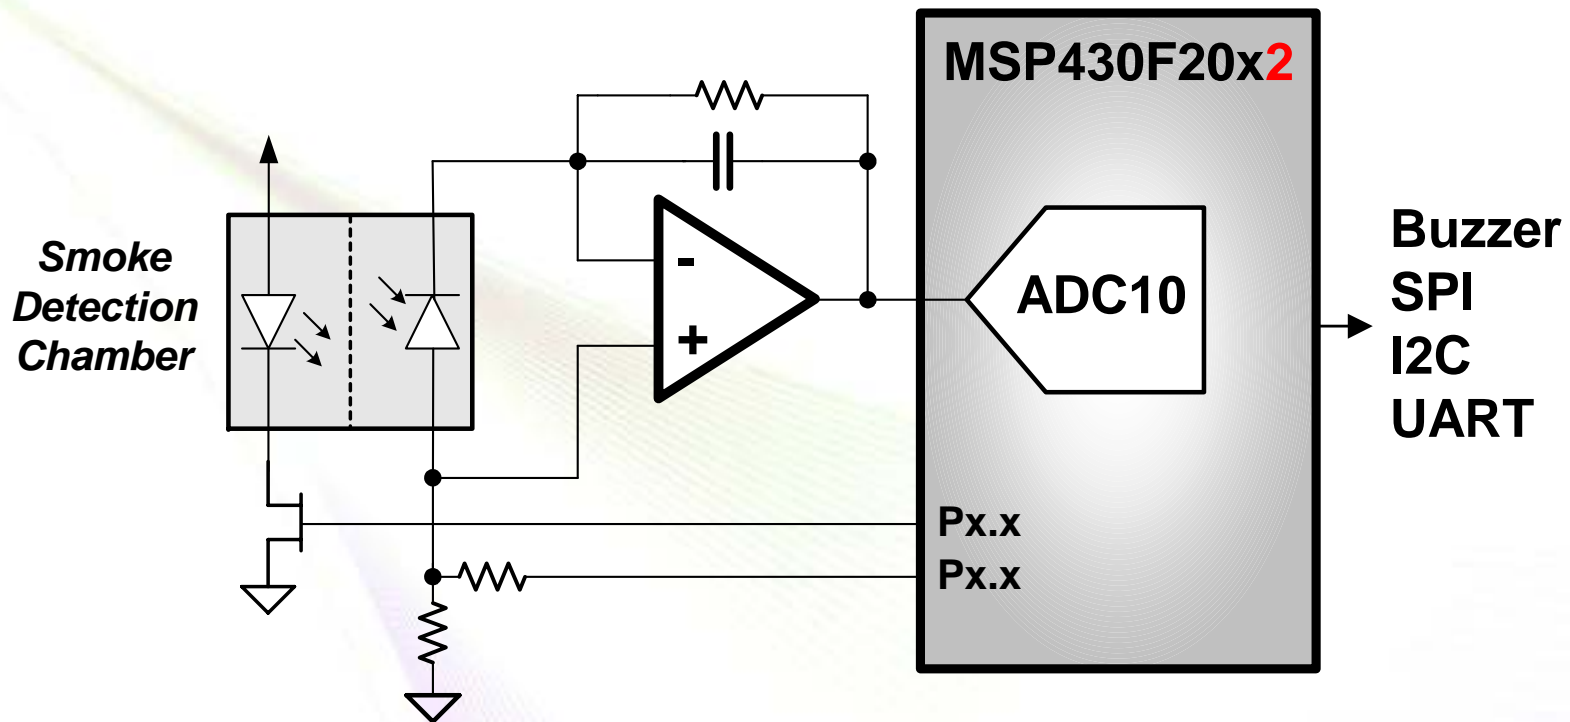 MSP430F20x2
Smoke
Detection
Chamber
-
+
ADC10
Buzzer
SPI
I2C
UART
Px.x
Px.x